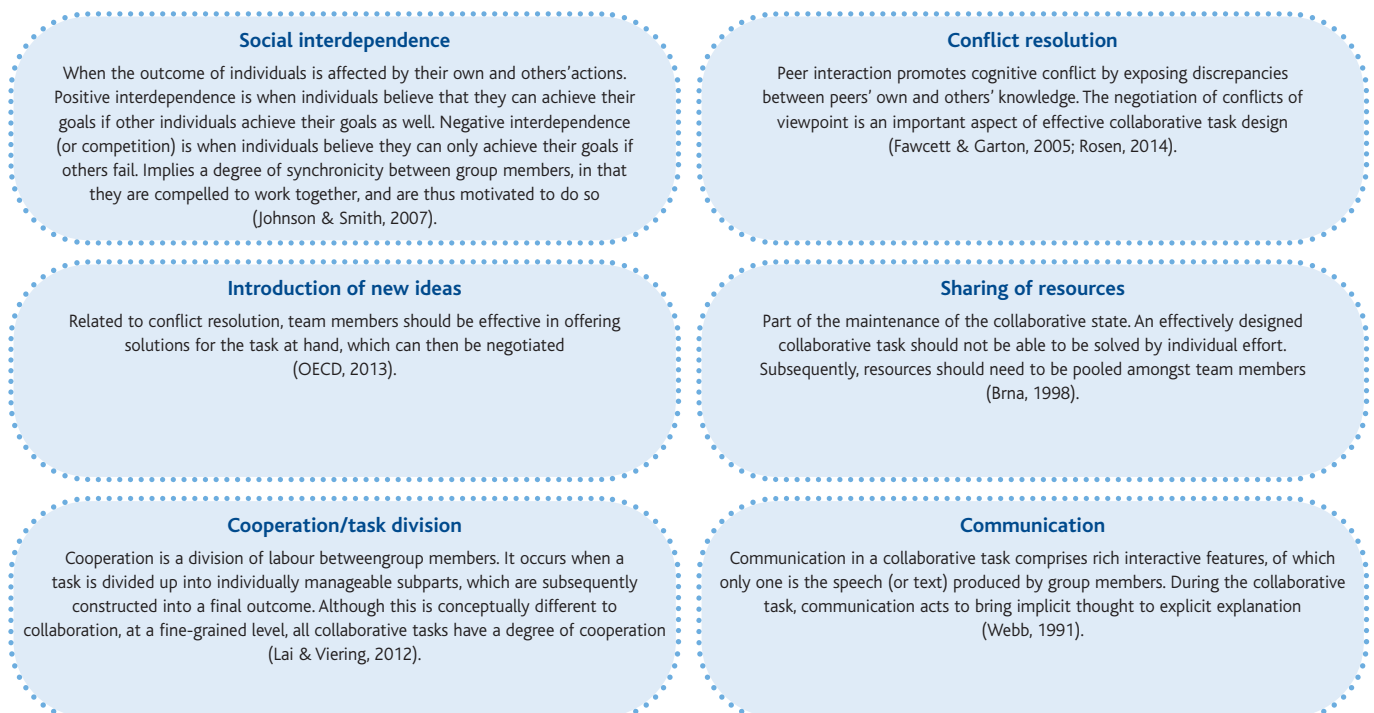 Social interdependence
When the outcome of individuals is affected by their own and others'actions.
Positive interdependence is when individuals believe that they can achieve their
goals if other individuals achieve their goals as well. Negative interdependence
(or competition) is when individuals believe they can only achieve their goals if
others fail. Implies a degree of synchronicity between group members, in that
they are compelled to work together, and are thus motivated to do so
(Johnson & Smith, 2007).
Conflict resolution
Peer interaction promotes cognitive conflict by exposing discrepancies
between peers' own and others' knowledge. The negotiation of conflicts of
viewpoint is an important aspect of effective collaborative task design
(Fawcett & Garton, 2005; Rosen, 2014).
Introduction of new ideas
Related to conflict resolution, team members should be effective in offering
solutions for the task at hand, which can then be negotiated
(OECD, 2013).
Sharing of resources
Part of the maintenance of the collaborative state. An effectively designed
collaborative task should not be able to be solved by individual effort.
Subsequently, resources should need to be pooled amongst team members
(Brna, 1998).
Cooperation/task division
Cooperation is a division of labour betweengroup members. It occurs when a
task is divided up into individually manageable subparts, which are subsequently
constructed into a final outcome. Although this is conceptually different to
collaboration, at a fine-grained level, all collaborative tasks have a degree of cooperation
(Lai & Viering, 2012).
Communication
Communication in a collaborative task comprises rich interactive features, of which
only one is the speech (or text) produced by group members. During the collaborative
task, communication acts to bring implicit thought to explicit explanation
(Webb, 1991).